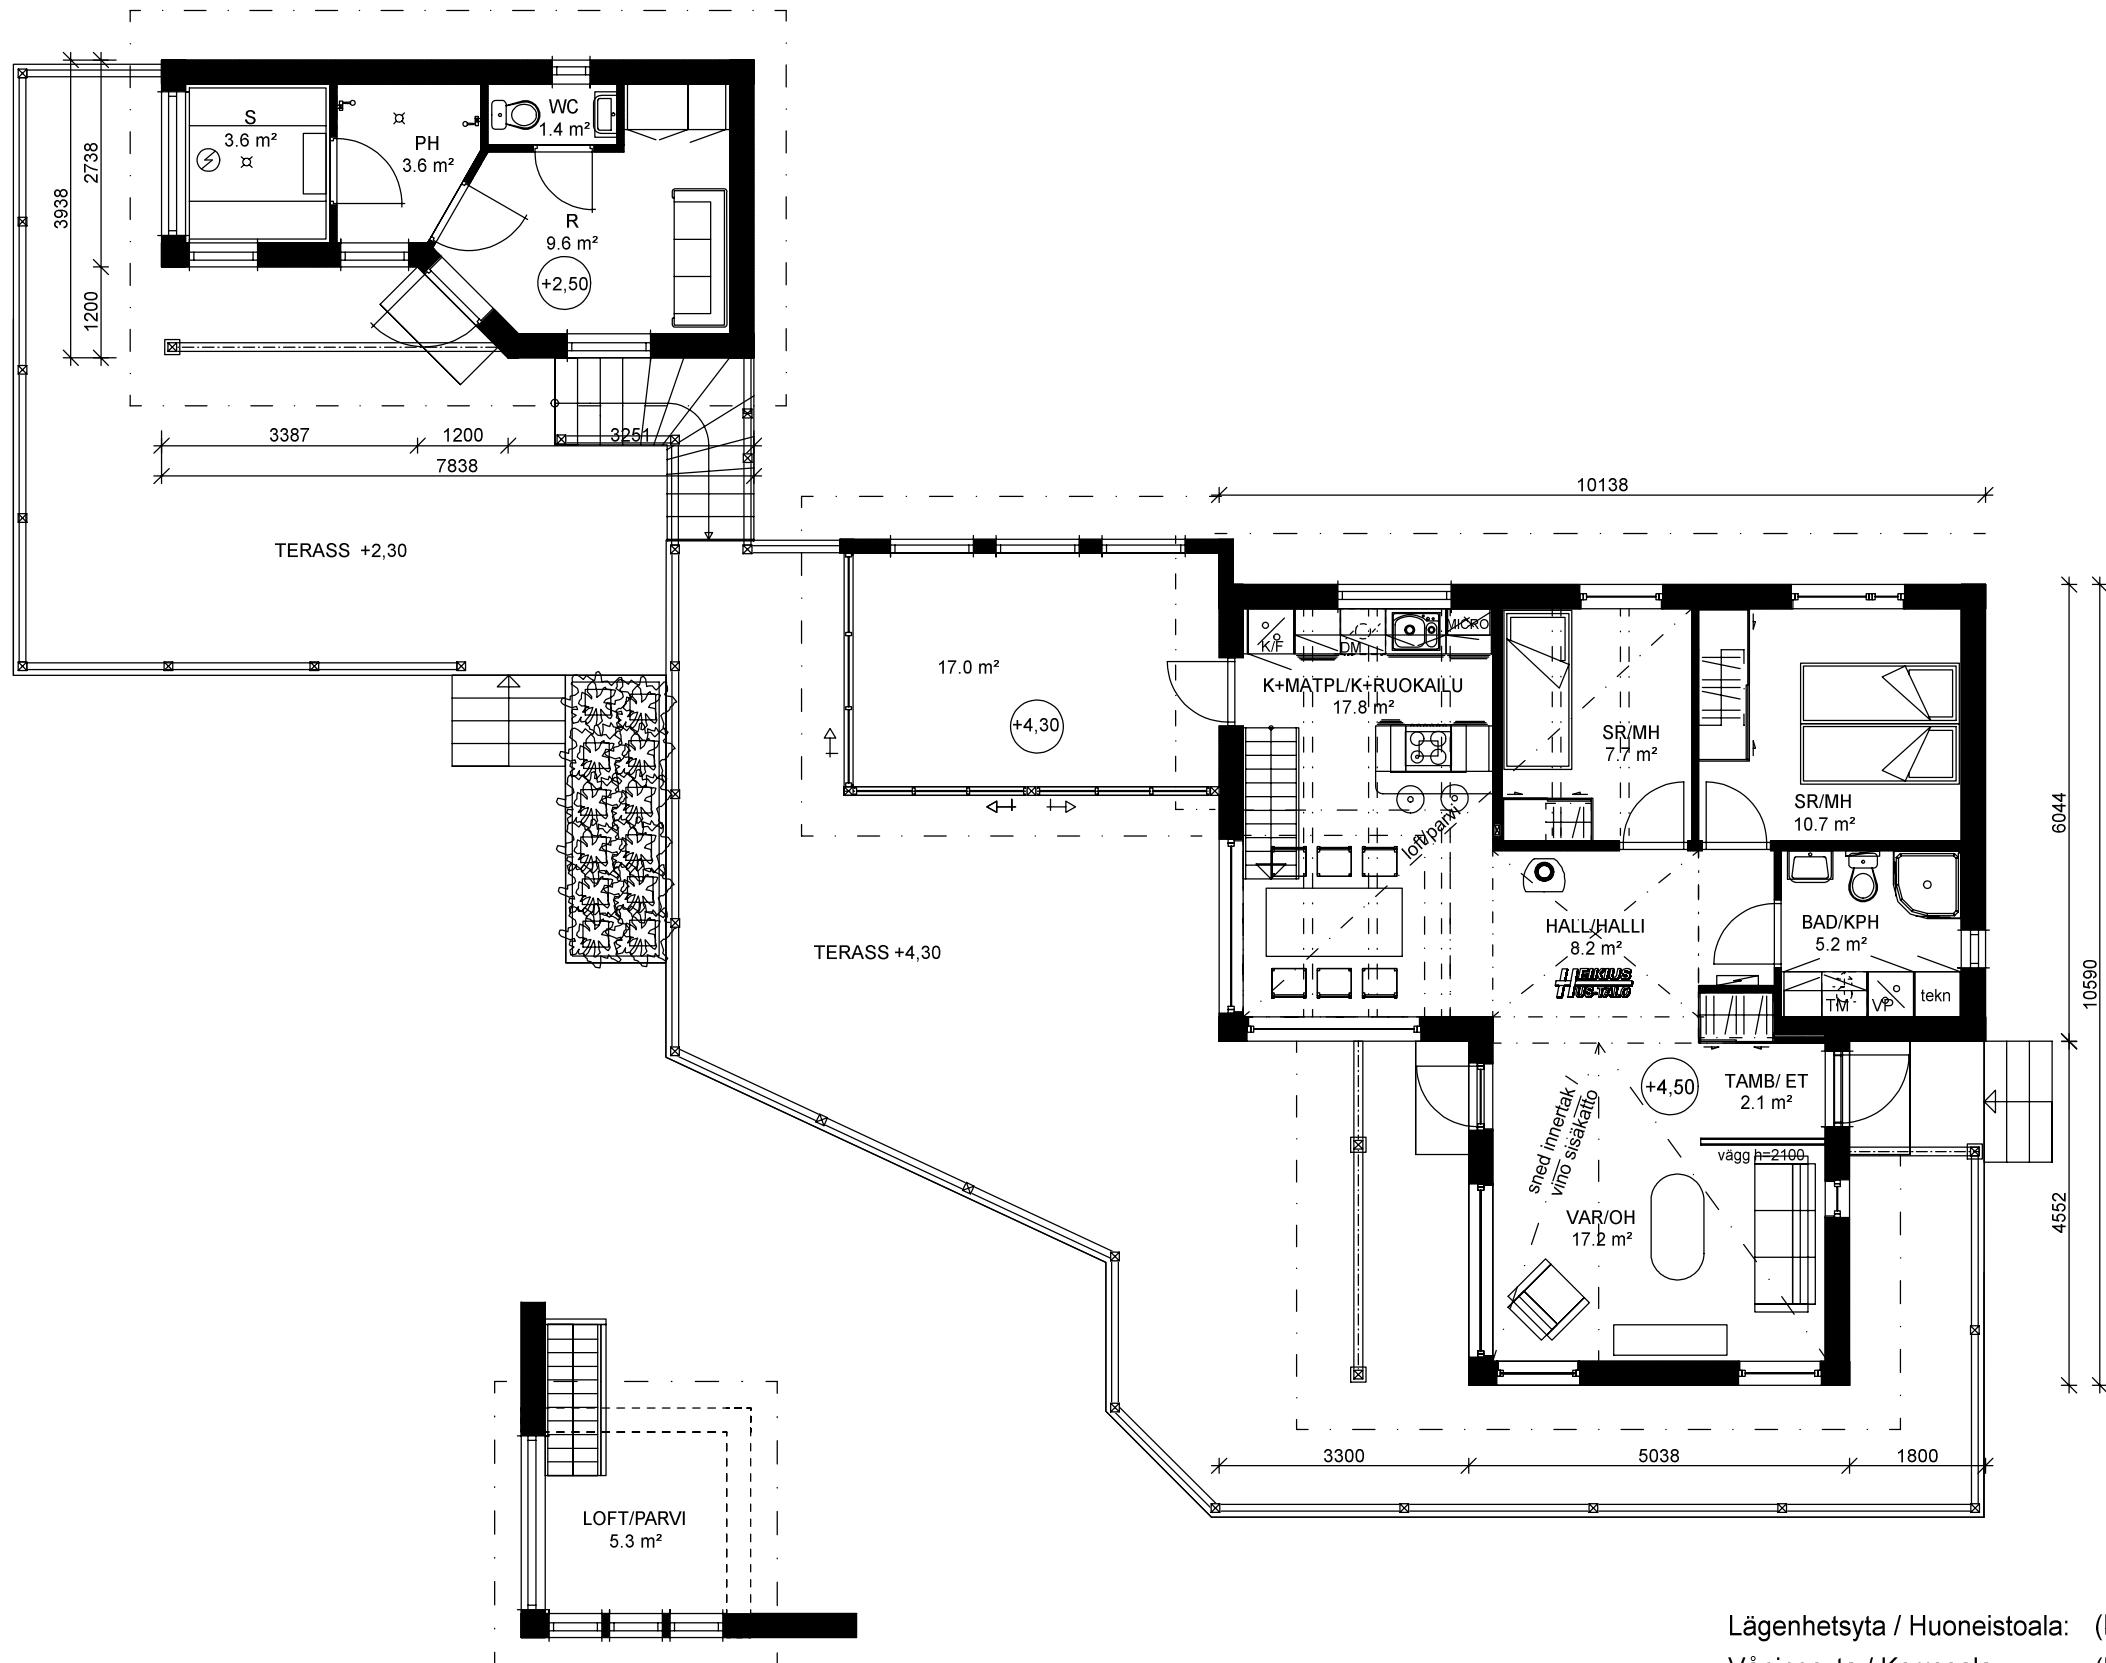 S
3.6 m²
PH
3.6 m²
WC
1.4 m²
R
9.6 m²
+2,50
3938
2738
1200
3387
1200
3251
7838
TERASS +2,30
10138
17.0 m²
+4,30
K/F
DM
MICRO
K+MATPL/K+RUOKAILU
17.8 m²
SR/MH
7.7 m²
SR/MH
10.7 m²
loft/parvi
6044
10590
4552
TERASS +4,30
HALL/HALLI
8.2 m²
HEIKIUS
HUS-TALO
BAD/KPH
5.2 m²
TM
VP
tekn
+4,50
TAMB/ ET
2.1 m²
sned innertak /
vino sisäkatto
vägg h=2100
VAR/OH
17.2 m²
3300
5038
1800
LOFT/PARVI
5.3 m²
Lägenhetsyta / Huoneistoala: